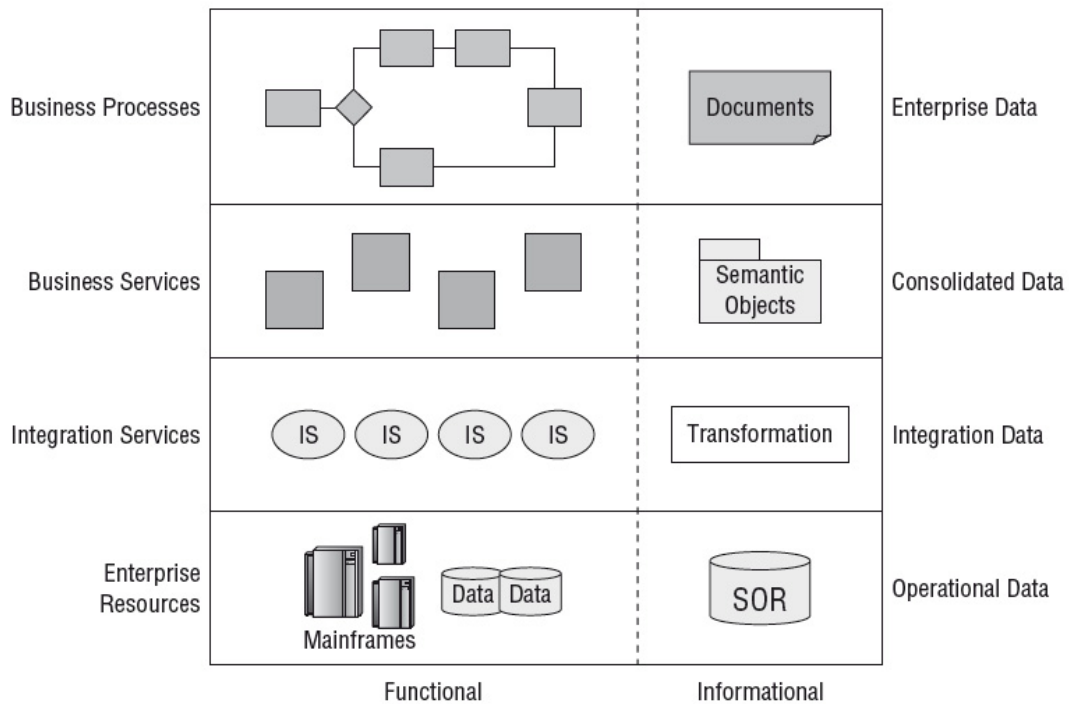 Business Processes
Documents
Enterprise Data
Business Services
Semantic
Objects
Consolidated Data
Integration Services
IS
IS
IS
IS
Transformation
Integration Data
Enterprise
Resources
Mainframes
Data
Data
SOR
Operational Data
Functional
Informational